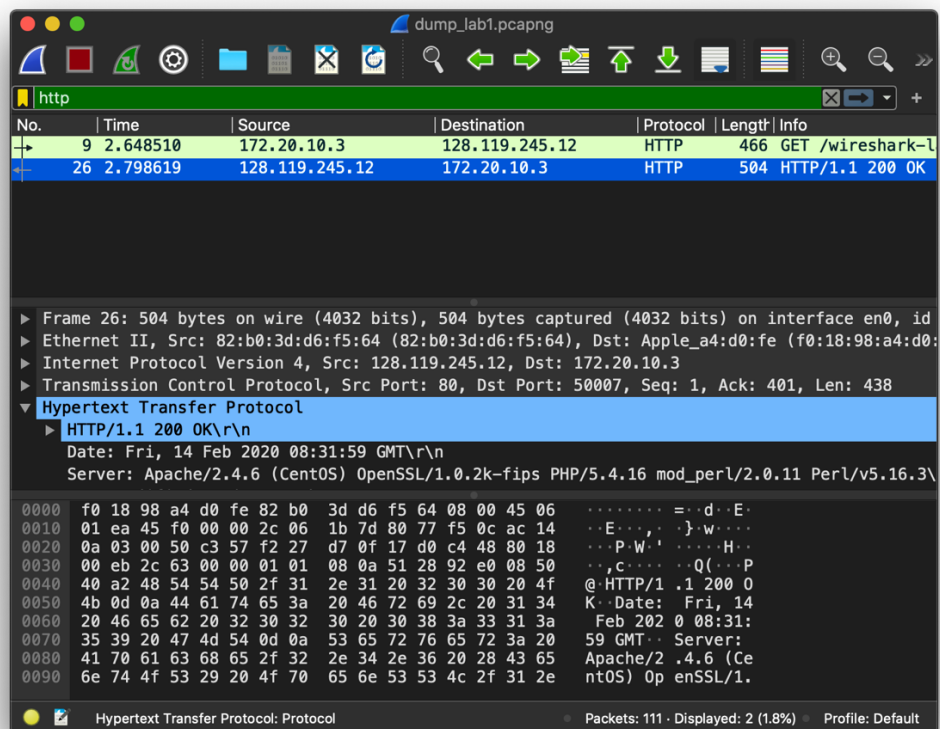 dump_lab1.pcapng
http
No. Time Source Destination Protocol Length Info
9 2.648510 172.20.10.3 128.119.245.12 HTTP 466 GET /wireshark-l
26 2.798619 128.119.245.12 172.20.10.3 HTTP 504 HTTP/1.1 200 OK
Frame 26: 504 bytes on wire (4032 bits), 504 bytes captured (4032 bits) on interface en0, id
Ethernet II, Src: 82:b0:3d:d6:f5:64 (82:b0:3d:d6:f5:64), Dst: Apple_a4:d0:fe (f0:18:98:a4:d0:
Internet Protocol Version 4, Src: 128.119.245.12, Dst: 172.20.10.3
Transmission Control Protocol, Src Port: 80, Dst Port: 50007, Seq: 1, Ack: 401, Len: 438
Hypertext Transfer Protocol
HTTP/1.1 200 OK\r\n
Date: Fri, 14 Feb 2020 08:31:59 GMT\r\n
Server: Apache/2.4.6 (CentOS) OpenSSL/1.0.2k-fips PHP/5.4.16 mod_perl/2.0.11 Perl/v5.16.3\
0000 f0 18 98 a4 d0 fe 82 b0 3d d6 f5 64 08 00 45 06 ········ =··d··E·
0010 01 ea 45 f0 00 00 2c 06 1b 7d 80 77 f5 0c ac 14 ··E···,· ·}·w····
0020 0a 03 00 50 c3 57 f2 27 d7 0f 17 d0 c4 48 80 18 ···P·W·' ·····H··
0030 00 eb 2c 63 00 00 01 01 08 0a 51 28 92 e0 08 50 ··,c···· ··Q(···P
0040 40 a2 48 54 54 50 2f 31 2e 31 20 32 30 30 20 4f @·HTTP/1 .1 200 O
0050 4b 0d 0a 44 61 74 65 3a 20 46 72 69 2c 20 31 34 K··Date: Fri, 14
0060 20 46 65 62 20 32 30 32 30 20 30 38 3a 33 31 3a Feb 202 0 08:31:
0070 35 39 20 47 4d 54 0d 0a 53 65 72 76 65 72 3a 20 59 GMT·· Server:
0080 41 70 61 63 68 65 2f 32 2e 34 2e 36 20 28 43 65 Apache/2 .4.6 (Ce
0090 6e 74 4f 53 29 20 4f 70 65 6e 53 53 4c 2f 31 2e ntOS) Op enSSL/1.
Hypertext Transfer Protocol: Protocol Packets: 111 · Displayed: 2 (1.8%) Profile: Default